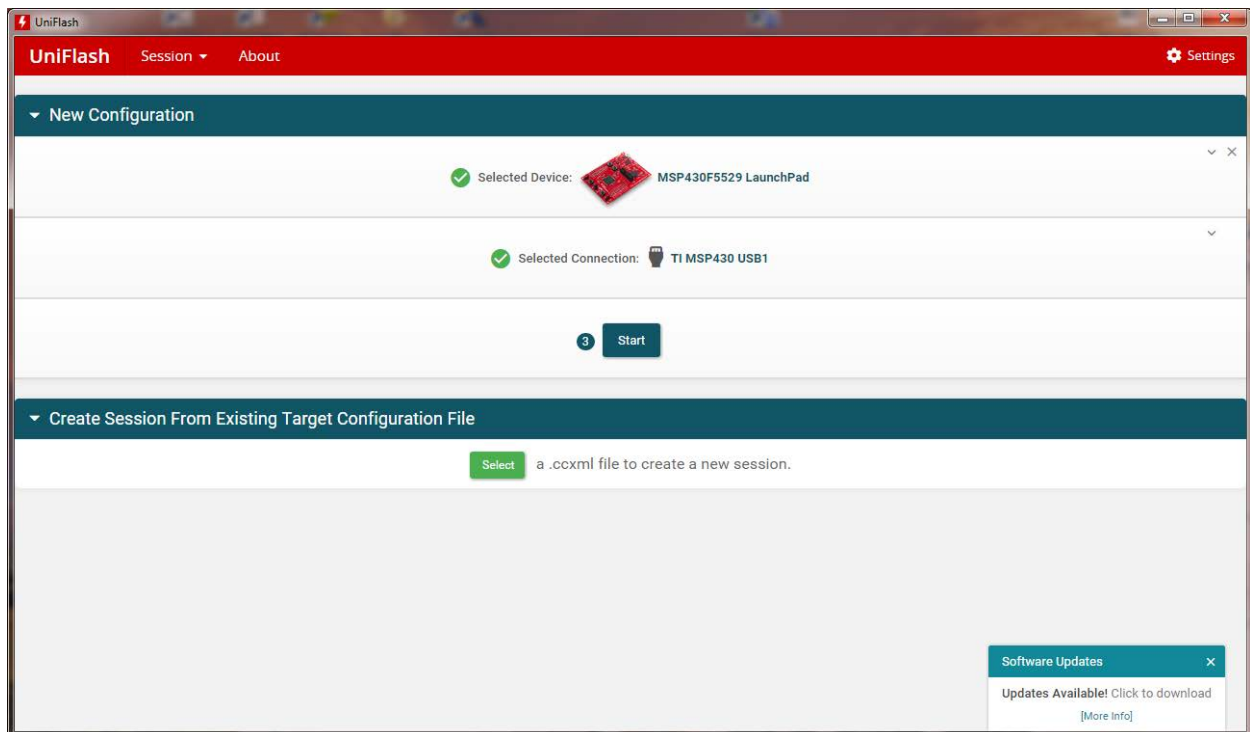 UniFlash
UniFlash Session About Settings
New Configuration
Selected Device: MSP430F5529 LaunchPad
Selected Connection: TI MSP430 USB1
3 Start
Create Session From Existing Target Configuration File
Select a .ccxml file to create a new session.
Software Updates
Updates Available! Click to download
[More Info]